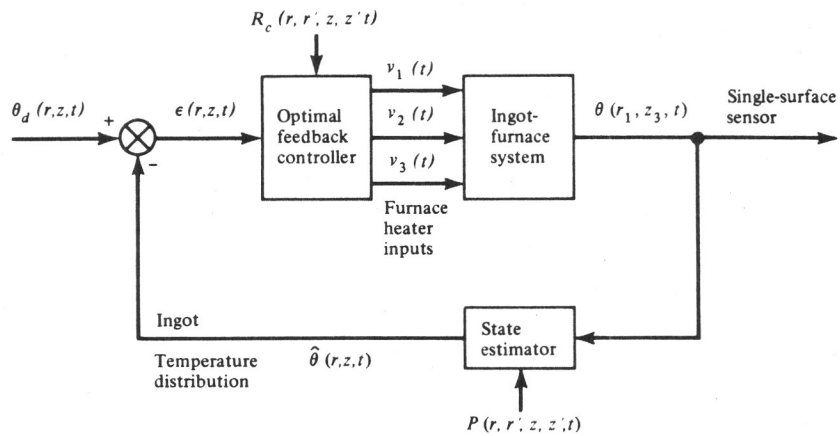 R_c (r, r′, z, z′ t)
θ_d (r,z,t)
+
−
ϵ (r,z,t)
Optimal
feedback
controller
ν_1 (t)
ν_2 (t)
ν_3 (t)
Furnace
heater
inputs
Ingot-
furnace
system
θ (r_1, z_3, t)
Single-surface
sensor
Ingot
Temperature
distribution
θ̂ (r,z,t)
State
estimator
P (r, r′, z, z′,t)